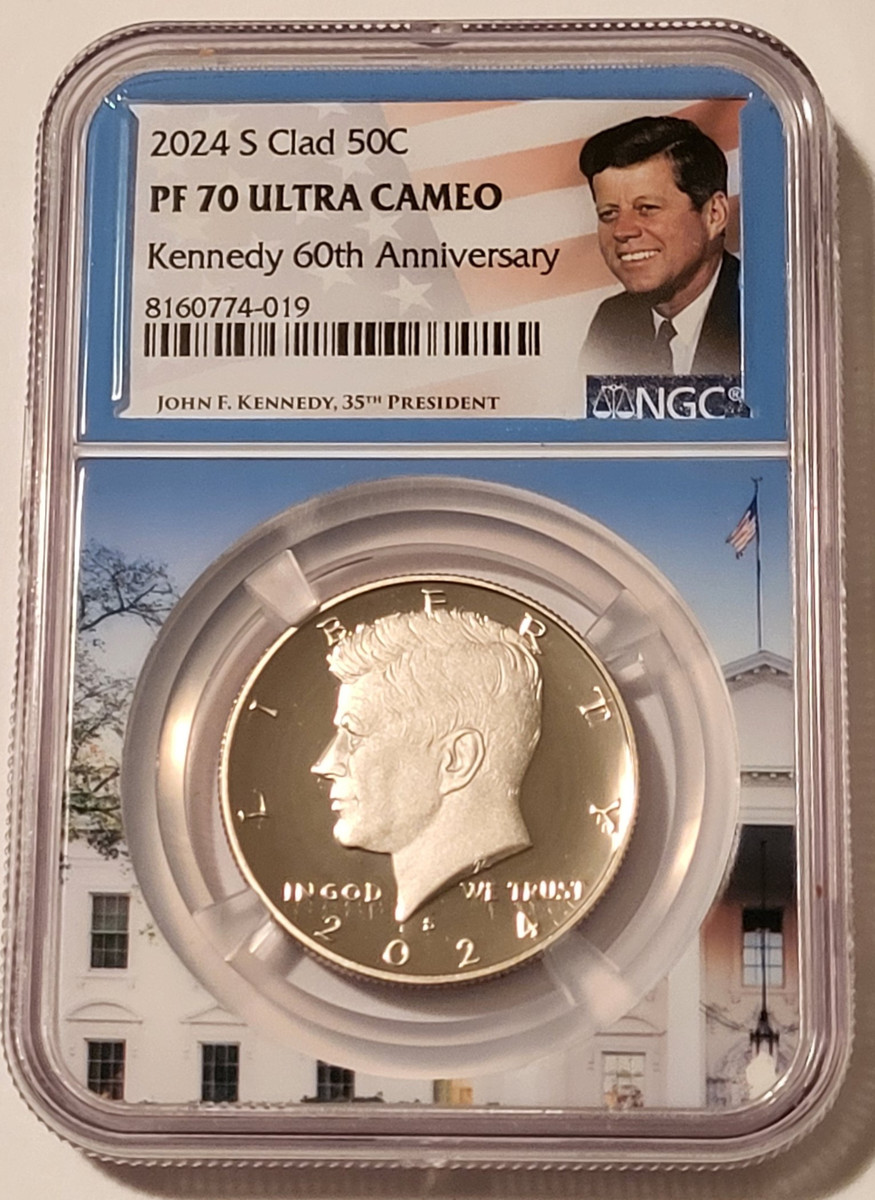 2024 S Clad 50C
PF 70 ULTRA CAMEO
Kennedy 60th Anniversary
8160774-019
JOHN F. KENNEDY, 35TH PRESIDENT
NGC®
LIBERTY
IN GOD WE TRUST
S
2024